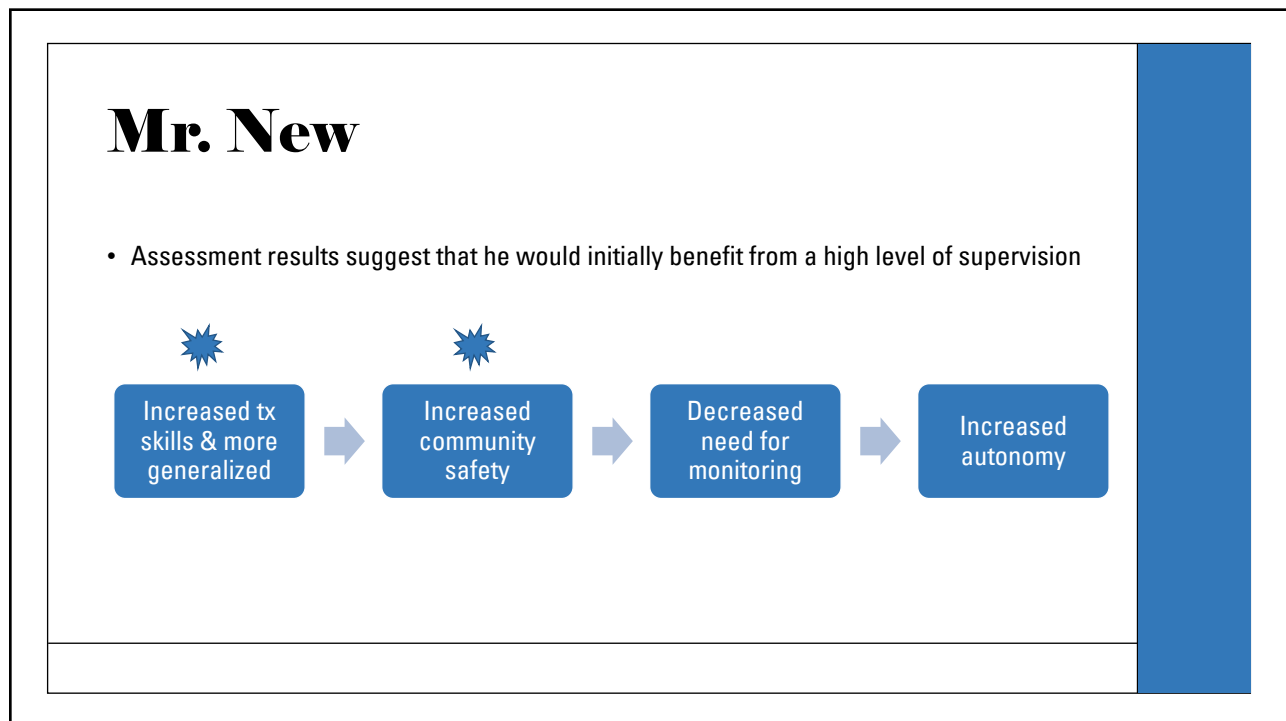 Mr. New
• Assessment results suggest that he would initially benefit from a high level of supervision
Increased tx
skills & more
generalized
Increased
community
safety
Decreased
need for
monitoring
Increased
autonomy